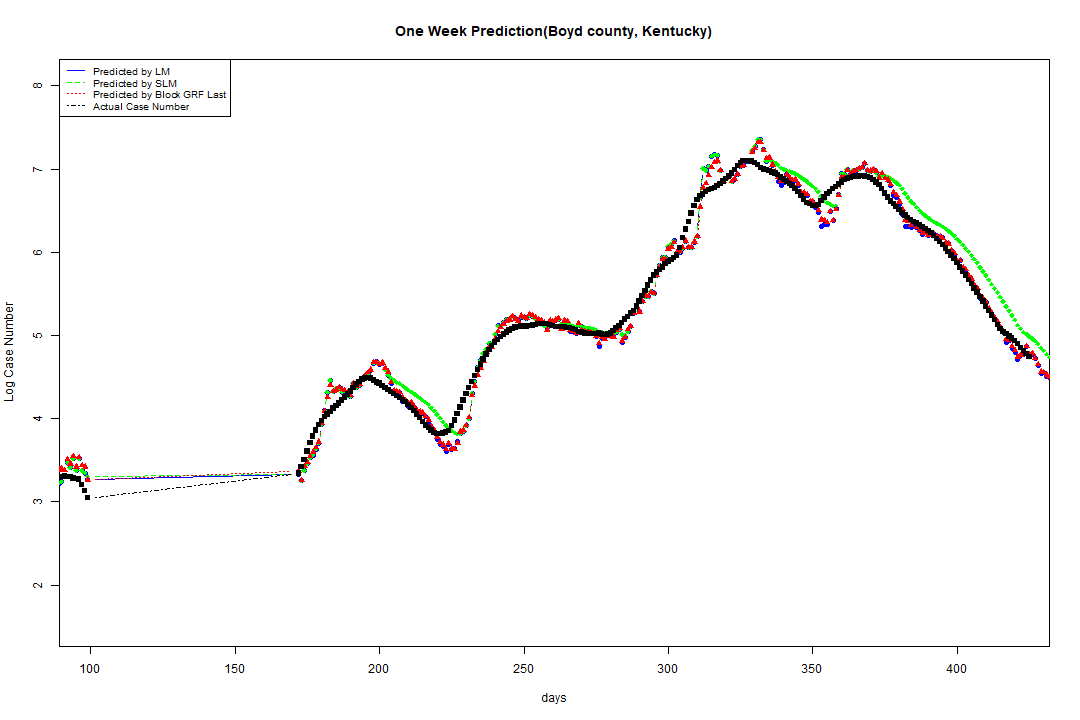 One Week Prediction(Boyd county, Kentucky)
Predicted by LM
Predicted by SLM
Predicted by Block GRF Last
Actual Case Number
8
7
6
5
4
3
2
Log Case Number
100 150 200 250 300 350 400
days